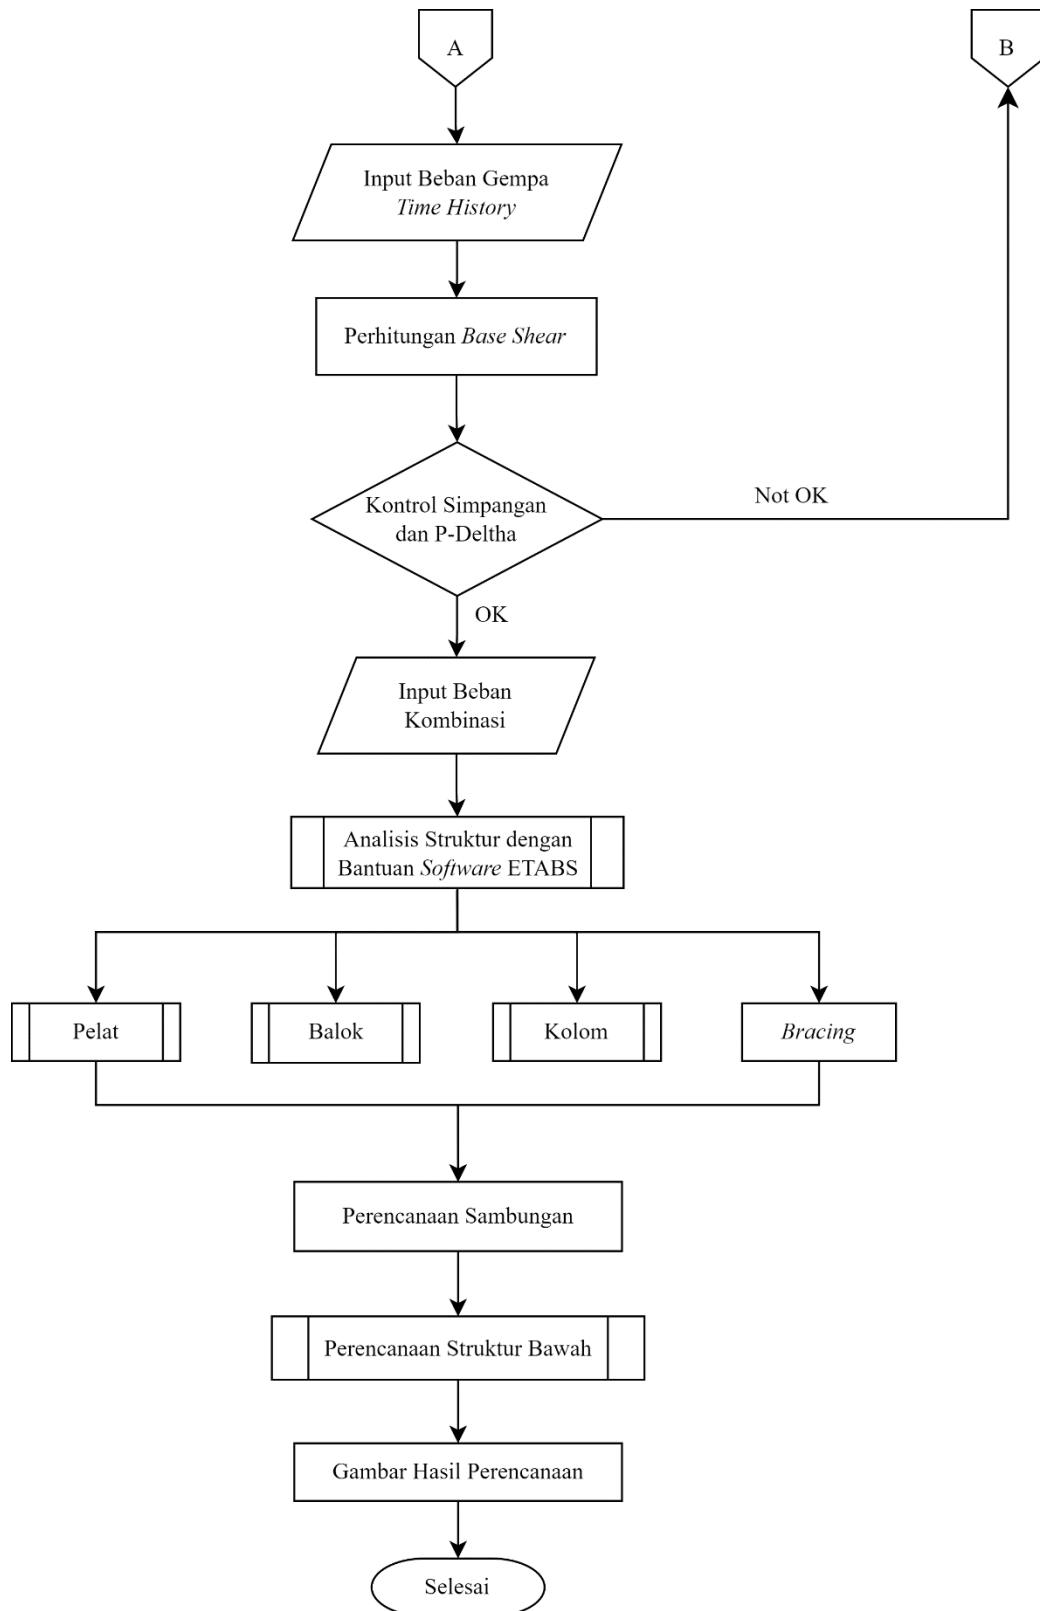 A
B
Input Beban Gempa
Time History
Perhitungan Base Shear
Kontrol Simpangan
dan P-Deltha
Not OK
OK
Input Beban
Kombinasi
Analisis Struktur dengan
Bantuan Software ETABS
Pelat
Balok
Kolom
Bracing
Perencanaan Sambungan
Perencanaan Struktur Bawah
Gambar Hasil Perencanaan
Selesai